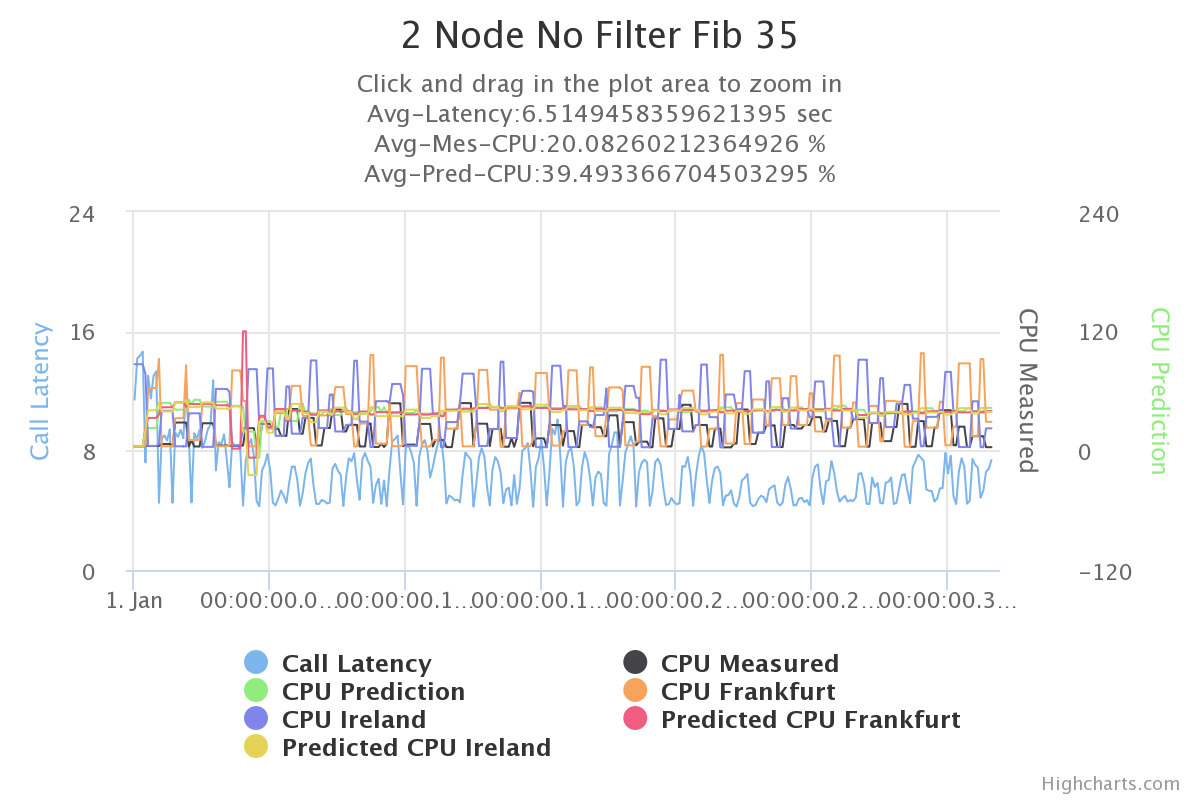 2 Node No Filter Fib 35
Click and drag in the plot area to zoom in
Avg-Latency:6.5149458359621395 sec
Avg-Mes-CPU:20.08260212364926 %
Avg-Pred-CPU:39.493366704503295 %
24
240
16
120
8
0
0
−120
Call Latency
CPU Measured
CPU Prediction
1. Jan
00:00:00.0…
00:00:00.1…
00:00:00.1…
00:00:00.2…
00:00:00.2…
00:00:00.3…
Call Latency
CPU Measured
CPU Prediction
CPU Frankfurt
CPU Ireland
Predicted CPU Frankfurt
Predicted CPU Ireland
Highcharts.com